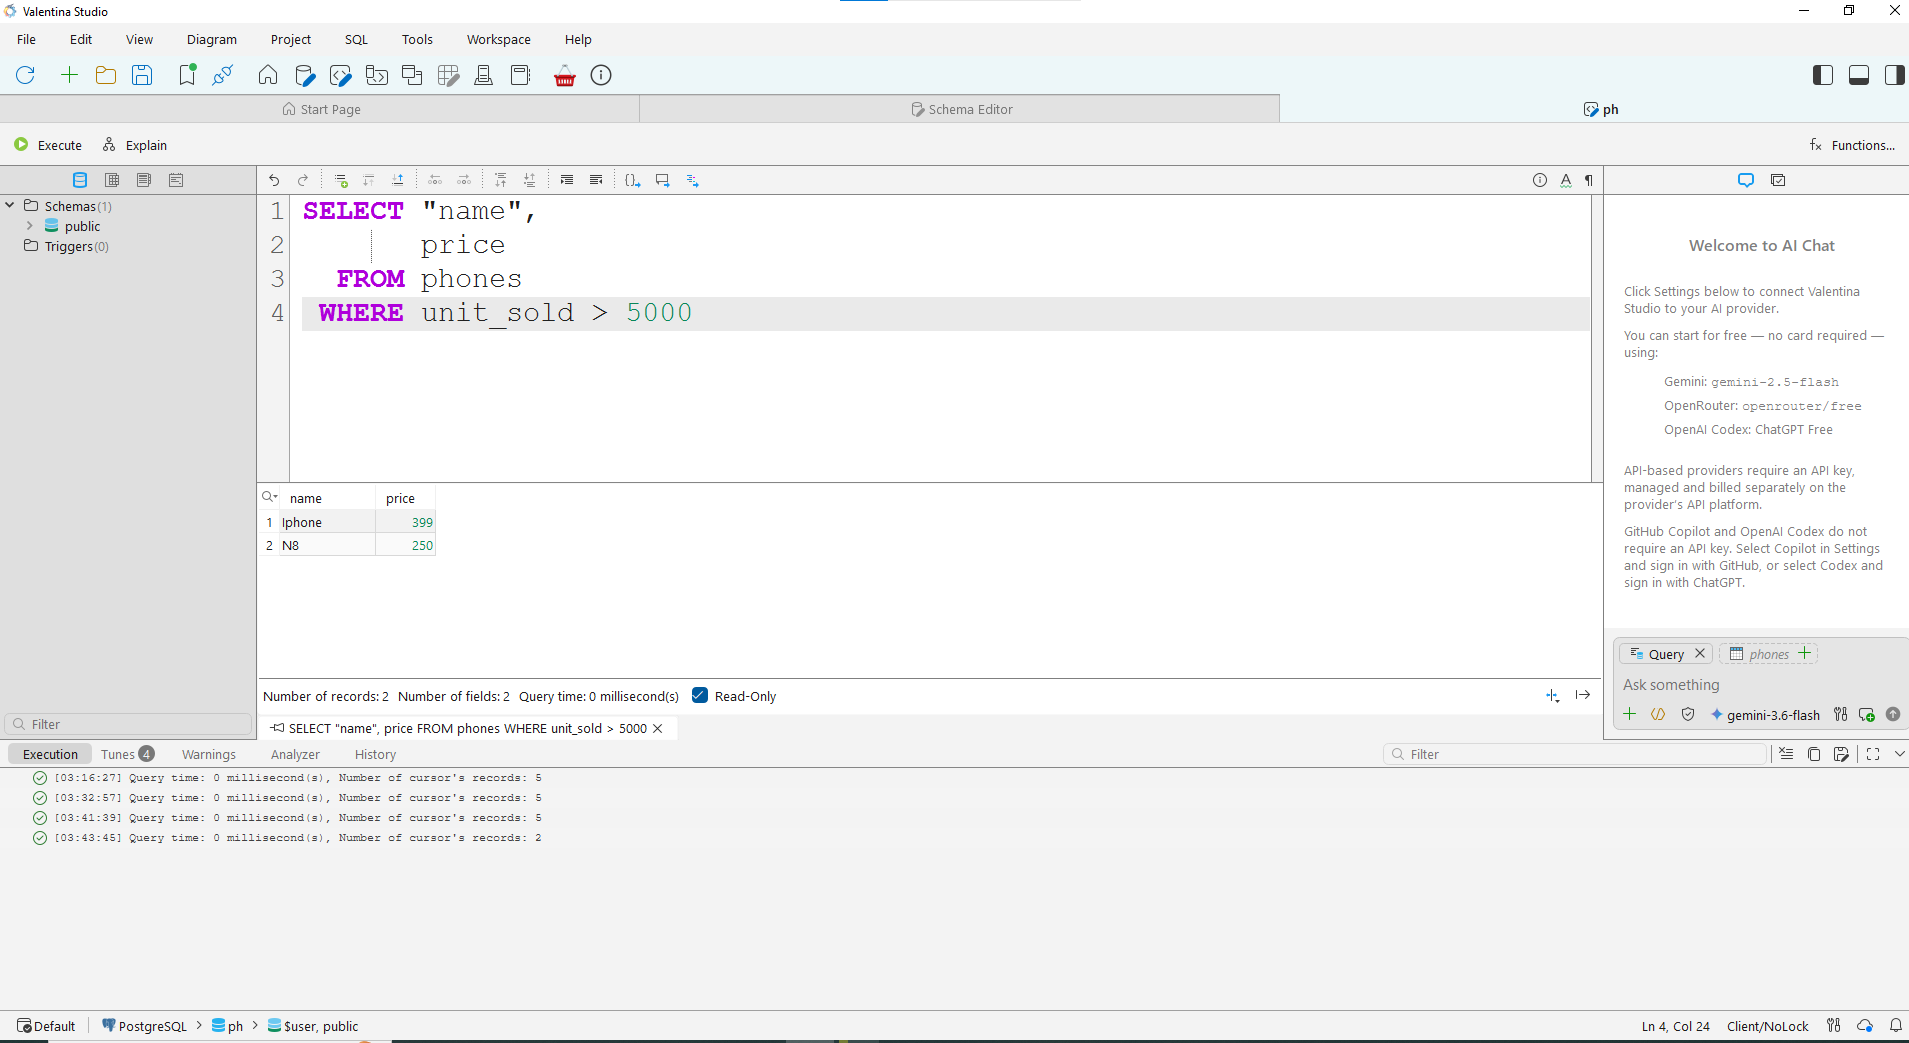 Valentina Studio
File Edit View Diagram Project SQL Tools Workspace Help
Start Page Schema Editor ph
Execute Explain Functions...
Schemas (1)
public
Triggers (0)
Filter
1 SELECT "name",
2 price
3 FROM phones
4 WHERE unit_sold > 5000
name price
1 Iphone 399
2 N8 250
Number of records: 2 Number of fields: 2 Query time: 0 millisecond(s) Read-Only
SELECT "name", price FROM phones WHERE unit_sold > 5000
Welcome to AI Chat
Click Settings below to connect Valentina
Studio to your AI provider.
You can start for free — no card required —
using:
Gemini: gemini-2.5-flash
OpenRouter: openrouter/free
OpenAI Codex: ChatGPT Free
API-based providers require an API key,
managed and billed separately on the
provider's API platform.
GitHub Copilot and OpenAI Codex do not
require an API key. Select Copilot in Settings
and sign in with GitHub, or select Codex and
sign in with ChatGPT.
Query phones
Ask something
gemini-3.6-flash
Execution Tunes 4 Warnings Analyzer History Filter
[03:16:27] Query time: 0 millisecond(s), Number of cursor's records: 5
[03:32:57] Query time: 0 millisecond(s), Number of cursor's records: 5
[03:41:39] Query time: 0 millisecond(s), Number of cursor's records: 5
[03:43:45] Query time: 0 millisecond(s), Number of cursor's records: 2
Default PostgreSQL > ph > $user, public Ln 4, Col 24 Client/NoLock